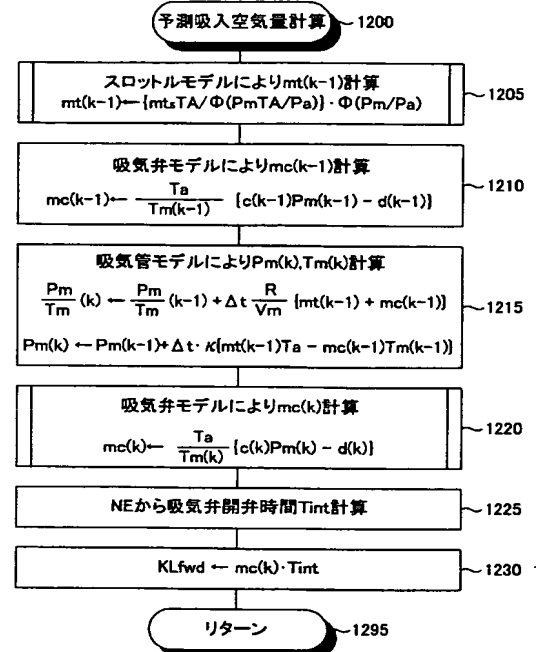 予測吸入空気量計算 1200
スロットルモデルによりmt(k-1)計算
mt(k-1)←{mtsTA/Φ(PmTA/Pa)}·Φ(Pm/Pa)
1205
吸気弁モデルによりmc(k-1)計算
mc(k-1)← Ta/Tm(k-1) {c(k-1)Pm(k-1) - d(k-1)}
1210
吸気管モデルによりPm(k),Tm(k)計算
Pm/Tm (k) ← Pm/Tm (k-1) + Δt R/Vm {mt(k-1) + mc(k-1)}
1215
Pm(k) ← Pm(k-1)+Δt· κ{mt(k-1)Ta - mc(k-1)Tm(k-1)}
吸気弁モデルによりmc(k)計算
mc(k)← Ta/Tm(k) {c(k)Pm(k) - d(k)}
1220
NEから吸気弁開弁時間Tint計算 1225
KLfwd ← mc(k)·Tint 1230
リターン 1295